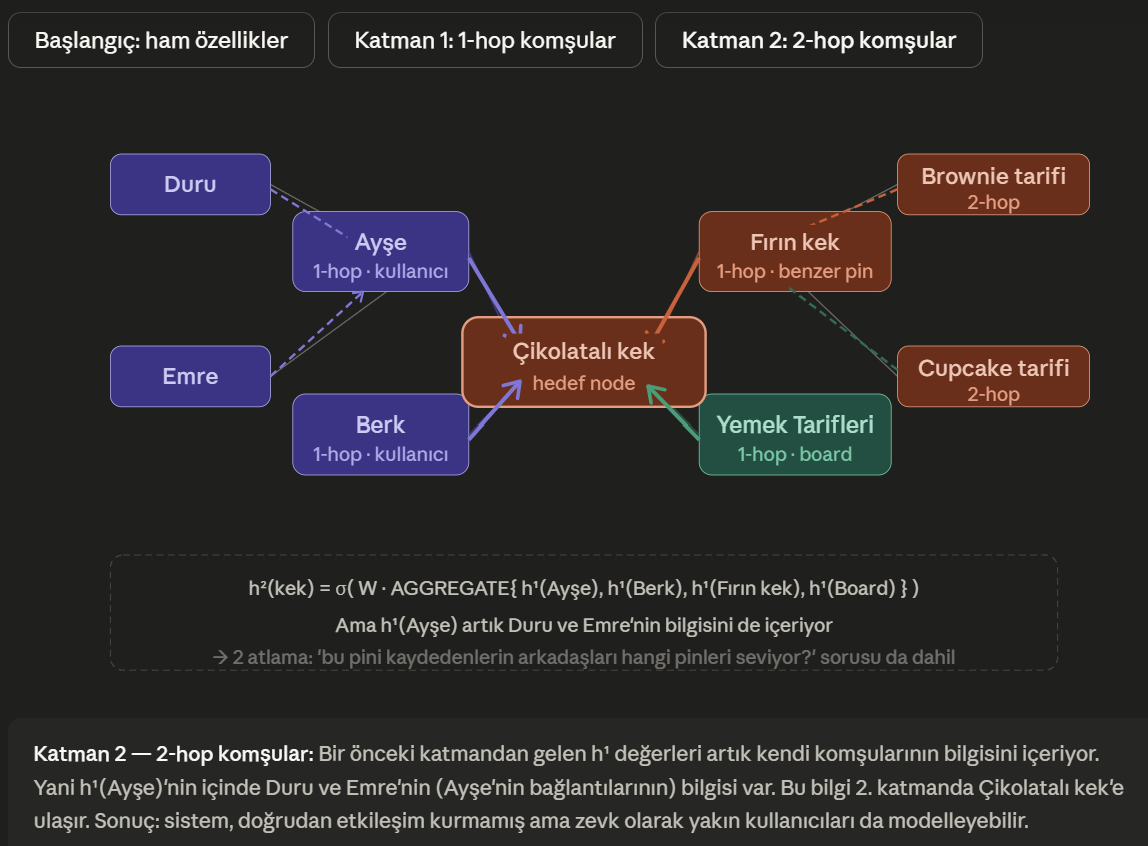 Başlangıç: ham özellikler
Katman 1: 1-hop komşular
Katman 2: 2-hop komşular
Duru
Brownie tarifi
2-hop
Ayşe
1-hop · kullanıcı
Fırın kek
1-hop · benzer pin
Çikolatalı kek
hedef node
Emre
Cupcake tarifi
2-hop
Berk
1-hop · kullanıcı
Yemek Tarifleri
1-hop · board
h²(kek) = σ( W · AGGREGATE{ h¹(Ayşe), h¹(Berk), h¹(Fırın kek), h¹(Board) } )
Ama h¹(Ayşe) artık Duru ve Emre'nin bilgisini de içeriyor
→ 2 atlama: 'bu pini kaydedenlerin arkadaşları hangi pinleri seviyor?' sorusu da dahil
Katman 2 — 2-hop komşular: Bir önceki katmandan gelen h¹ değerleri artık kendi komşularının bilgisini içeriyor.
Yani h¹(Ayşe)'nin içinde Duru ve Emre'nin (Ayşe'nin bağlantılarının) bilgisi var. Bu bilgi 2. katmanda Çikolatalı kek'e
ulaşır. Sonuç: sistem, doğrudan etkileşim kurmamış ama zevk olarak yakın kullanıcıları da modelleyebilir.